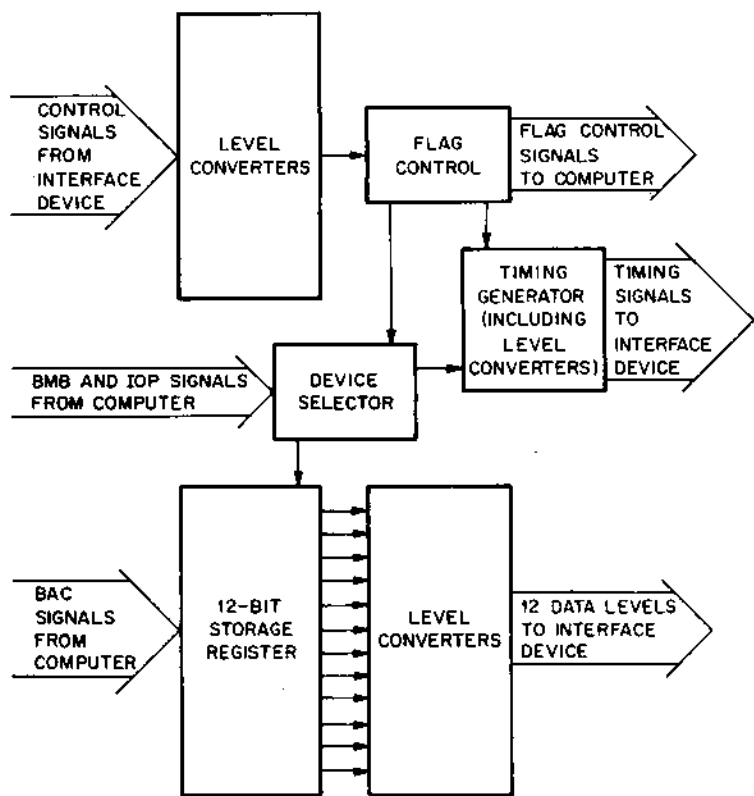 CONTROL
SIGNALS
FROM
INTERFACE
DEVICE
LEVEL
CONVERTERS
FLAG
CONTROL
FLAG CONTROL
SIGNALS
TO COMPUTER
TIMING
GENERATOR
(INCLUDING
LEVEL
CONVERTERS)
TIMING
SIGNALS
TO
INTERFACE
DEVICE
BMB AND IOP SIGNALS
FROM COMPUTER
DEVICE
SELECTOR
BAC
SIGNALS
FROM
COMPUTER
12-BIT
STORAGE
REGISTER
LEVEL
CONVERTERS
12 DATA LEVELS
TO INTERFACE
DEVICE